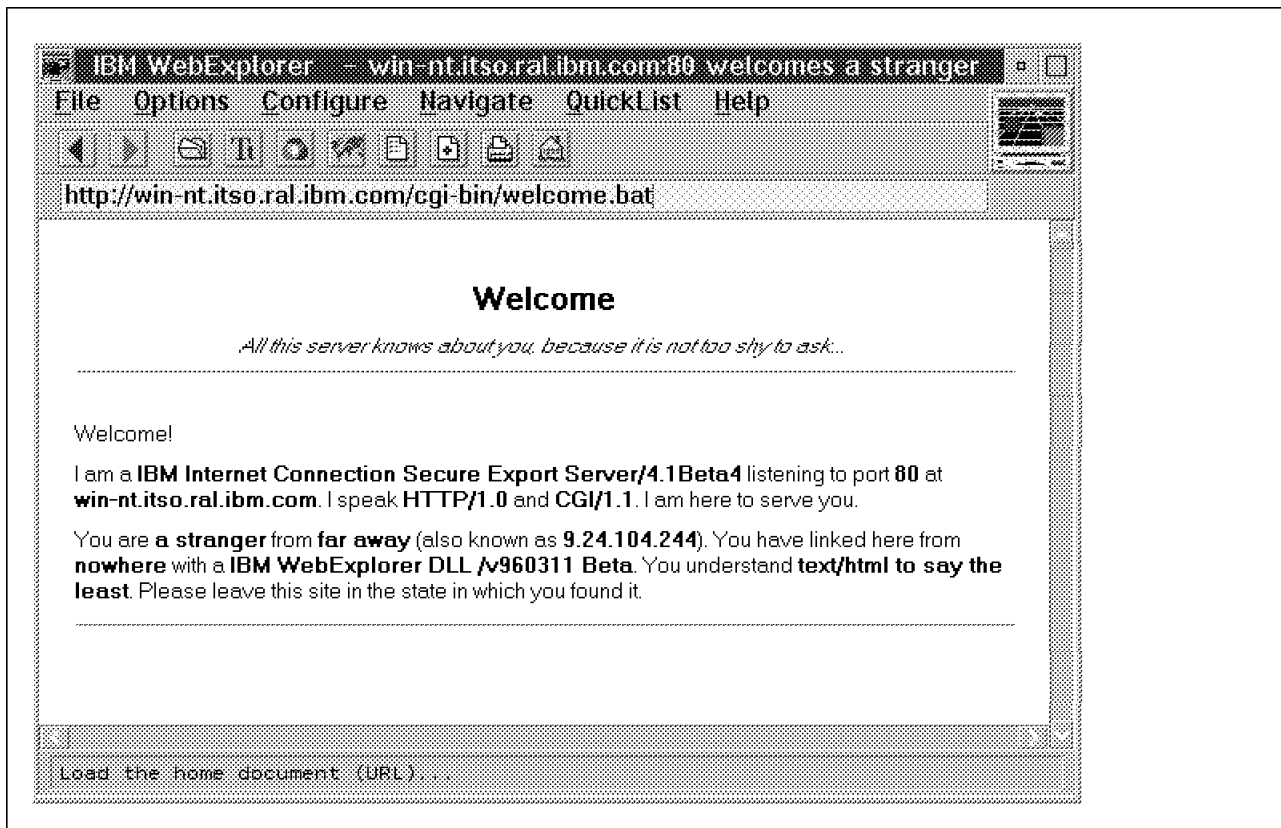 IBM WebExplorer - win-nt.itso.ral.ibm.com:80 welcomes a stranger
File Options Configure Navigate QuickList Help
http://win-nt.itso.ral.ibm.com/cgi-bin/welcome.bat
Welcome
All this server knows about you, because it is not too shy to ask...
Welcome!
I am a IBM Internet Connection Secure Export Server/4.1Beta4 listening to port 80 at
win-nt.itso.ral.ibm.com. I speak HTTP/1.0 and CGI/1.1. I am here to serve you.
You are a stranger from far away (also known as 9.24.104.244). You have linked here from
nowhere with a IBM WebExplorer DLL /v960311 Beta. You understand text/html to say the
least. Please leave this site in the state in which you found it.
Load the home document (URL)...